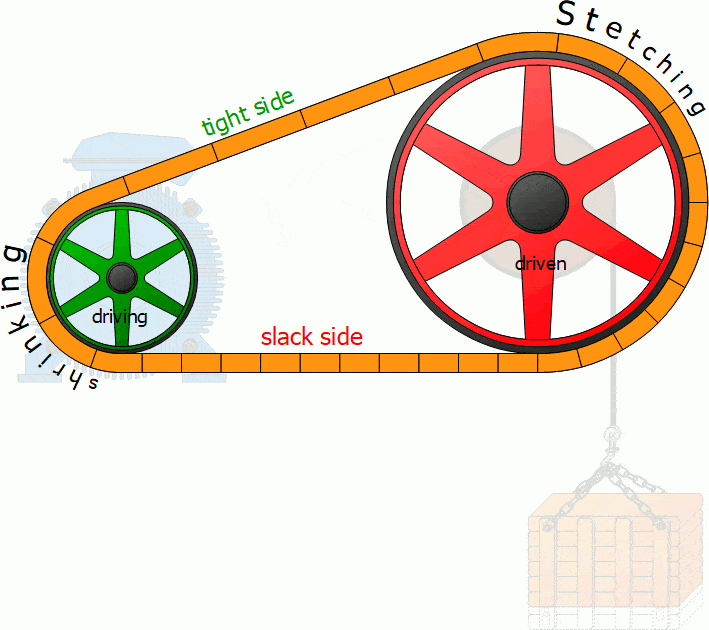 Stetching
tight side
shrinking
driven
driving
slack side